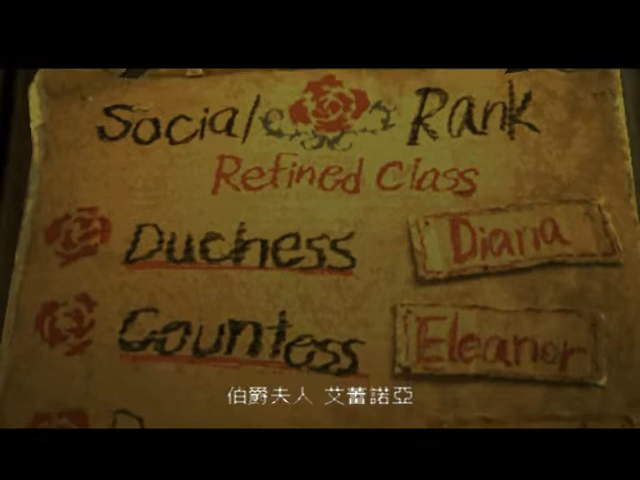 Social Rank
Refined Class
Duchess Diana
Countess Eleanor
伯爵夫人 艾蕾諾亞